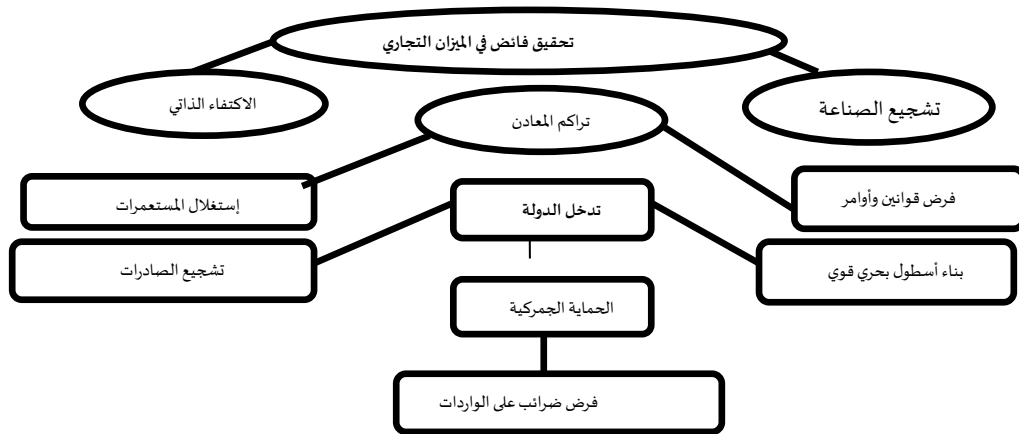 تحقيق فائض في الميزان التجاري
تشجيع الصناعة
تراكم المعادن
الاكتفاء الذاتي
فرض قوانين وأوامر
تدخل الدولة
إستغلال المستعمرات
بناء أسطول بحري قوي
تشجيع الصادرات
الحماية الجمركية
فرض ضرائب على الواردات